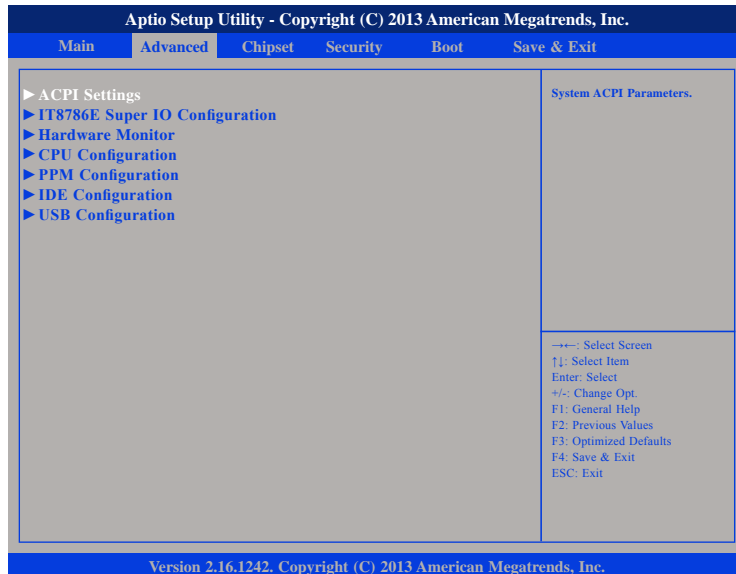 Aptio Setup Utility - Copyright (C) 2013 American Megatrends, Inc.
Main Advanced Chipset Security Boot Save & Exit
►ACPI Settings
►IT8786E Super IO Configuration
►Hardware Monitor
►CPU Configuration
►PPM Configuration
►IDE Configuration
►USB Configuration
System ACPI Parameters.
→←: Select Screen
↑↓: Select Item
Enter: Select
+/-: Change Opt.
F1: General Help
F2: Previous Values
F3: Optimized Defaults
F4: Save & Exit
ESC: Exit
Version 2.16.1242. Copyright (C) 2013 American Megatrends, Inc.